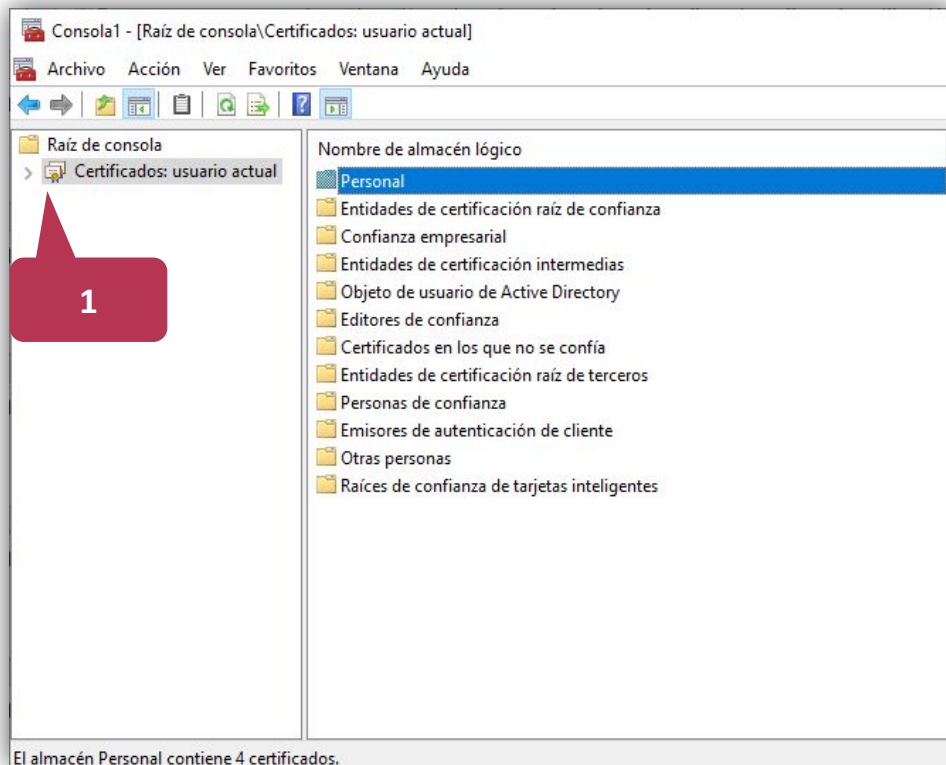 Consola1 - [Raíz de consola\Certificados: usuario actual]
Archivo Acción Ver Favoritos Ventana Ayuda
Raíz de consola
Certificados: usuario actual
1
Nombre de almacén lógico
Personal
Entidades de certificación raíz de confianza
Confianza empresarial
Entidades de certificación intermedias
Objeto de usuario de Active Directory
Editores de confianza
Certificados en los que no se confía
Entidades de certificación raíz de terceros
Personas de confianza
Emisores de autenticación de cliente
Otras personas
Raíces de confianza de tarjetas inteligentes
El almacén Personal contiene 4 certificados.